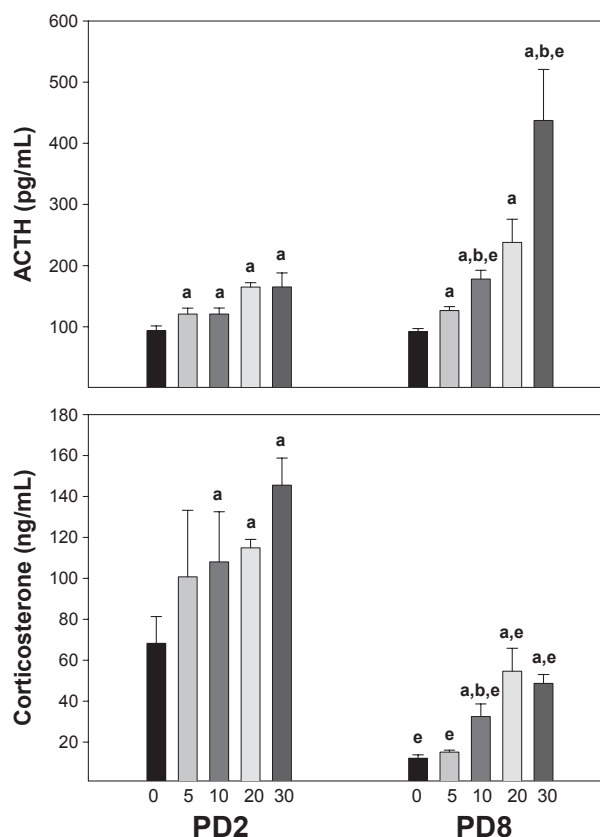 600
500
400
300
200
100
ACTH (pg/mL)
a a a a
a a,b,e a a,b,e
180
160
140
120
100
80
60
40
20
Corticosterone (ng/mL)
a a a
e e a,b,e a,e a,e
0 5 10 20 30 0 5 10 20 30
PD2 PD8